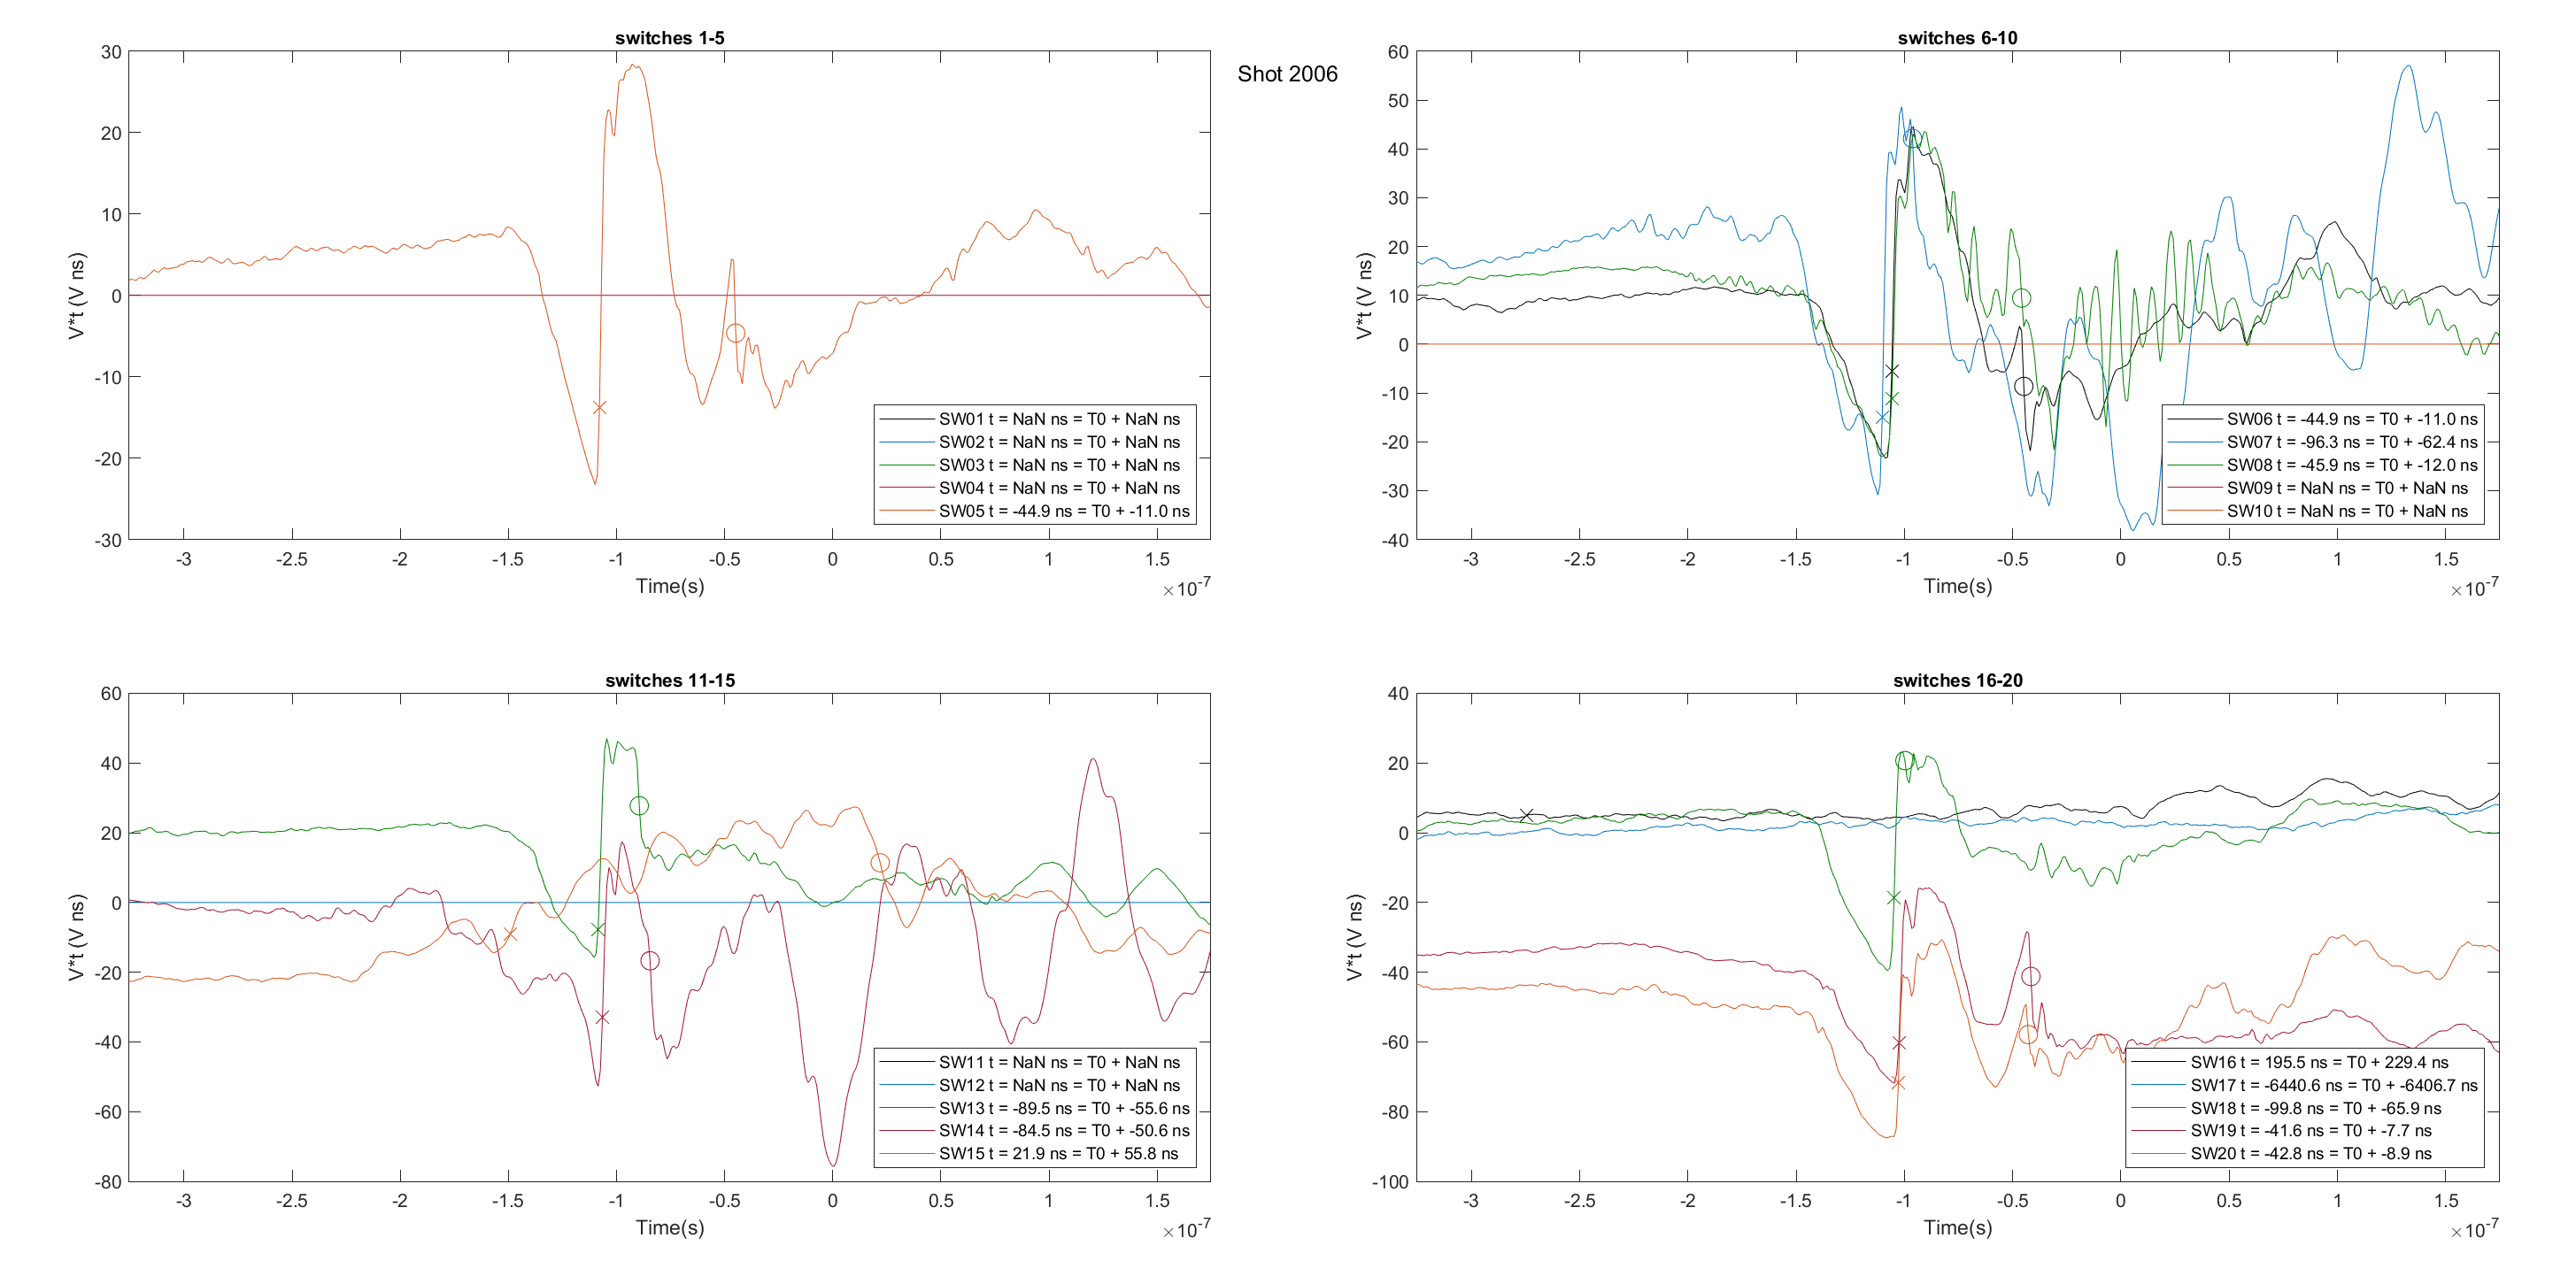 Shot 2006
switches 1-5
30
20
10
0
-10
-20
-30
V*t (V ns)
SW01 t = NaN ns = T0 + NaN ns
SW02 t = NaN ns = T0 + NaN ns
SW03 t = NaN ns = T0 + NaN ns
SW04 t = NaN ns = T0 + NaN ns
SW05 t = -44.9 ns = T0 + -11.0 ns
-3 -2.5 -2 -1.5 -1 -0.5 0 0.5 1 1.5
Time(s)
×10-7
switches 6-10
60
50
40
30
20
10
0
-10
-20
-30
-40
V*t (V ns)
SW06 t = -44.9 ns = T0 + -11.0 ns
SW07 t = -96.3 ns = T0 + -62.4 ns
SW08 t = -45.9 ns = T0 + -12.0 ns
SW09 t = NaN ns = T0 + NaN ns
SW10 t = NaN ns = T0 + NaN ns
-3 -2.5 -2 -1.5 -1 -0.5 0 0.5 1 1.5
Time(s)
×10-7
switches 11-15
60
40
20
0
-20
-40
-60
-80
V*t (V ns)
SW11 t = NaN ns = T0 + NaN ns
SW12 t = NaN ns = T0 + NaN ns
SW13 t = -89.5 ns = T0 + -55.6 ns
SW14 t = -84.5 ns = T0 + -50.6 ns
SW15 t = 21.9 ns = T0 + 55.8 ns
-3 -2.5 -2 -1.5 -1 -0.5 0 0.5 1 1.5
Time(s)
×10-7
switches 16-20
40
20
0
-20
-40
-60
-80
-100
V*t (V ns)
SW16 t = 195.5 ns = T0 + 229.4 ns
SW17 t = -6440.6 ns = T0 + -6406.7 ns
SW18 t = -99.8 ns = T0 + -65.9 ns
SW19 t = -41.6 ns = T0 + -7.7 ns
SW20 t = -42.8 ns = T0 + -8.9 ns
-3 -2.5 -2 -1.5 -1 -0.5 0 0.5 1 1.5
Time(s)
×10-7